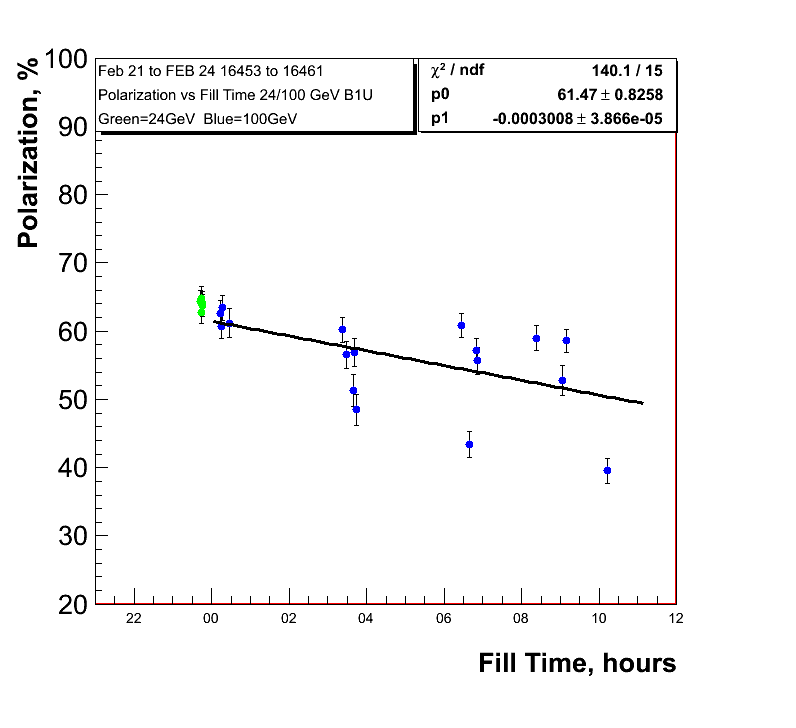 Feb 21 to FEB 24 16453 to 16461
Polarization vs Fill Time 24/100 GeV B1U
Green=24GeV  Blue=100GeV
χ² / ndf 140.1 / 15
p0 61.47 ± 0.8258
p1 -0.0003008 ± 3.866e-05
Polarization, %
100
90
80
70
60
50
40
30
20
22 00 02 04 06 08 10 12
Fill Time, hours